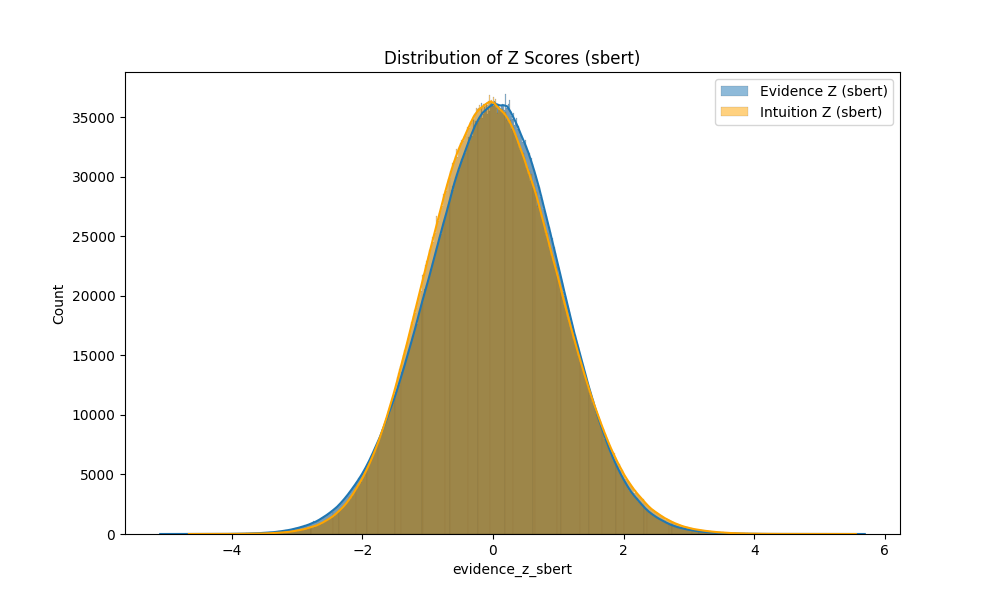 Distribution of Z Scores (sbert)
Evidence Z (sbert)
Intuition Z (sbert)
Count
35000
30000
25000
20000
15000
10000
5000
0
−4
−2
0
2
4
6
evidence_z_sbert